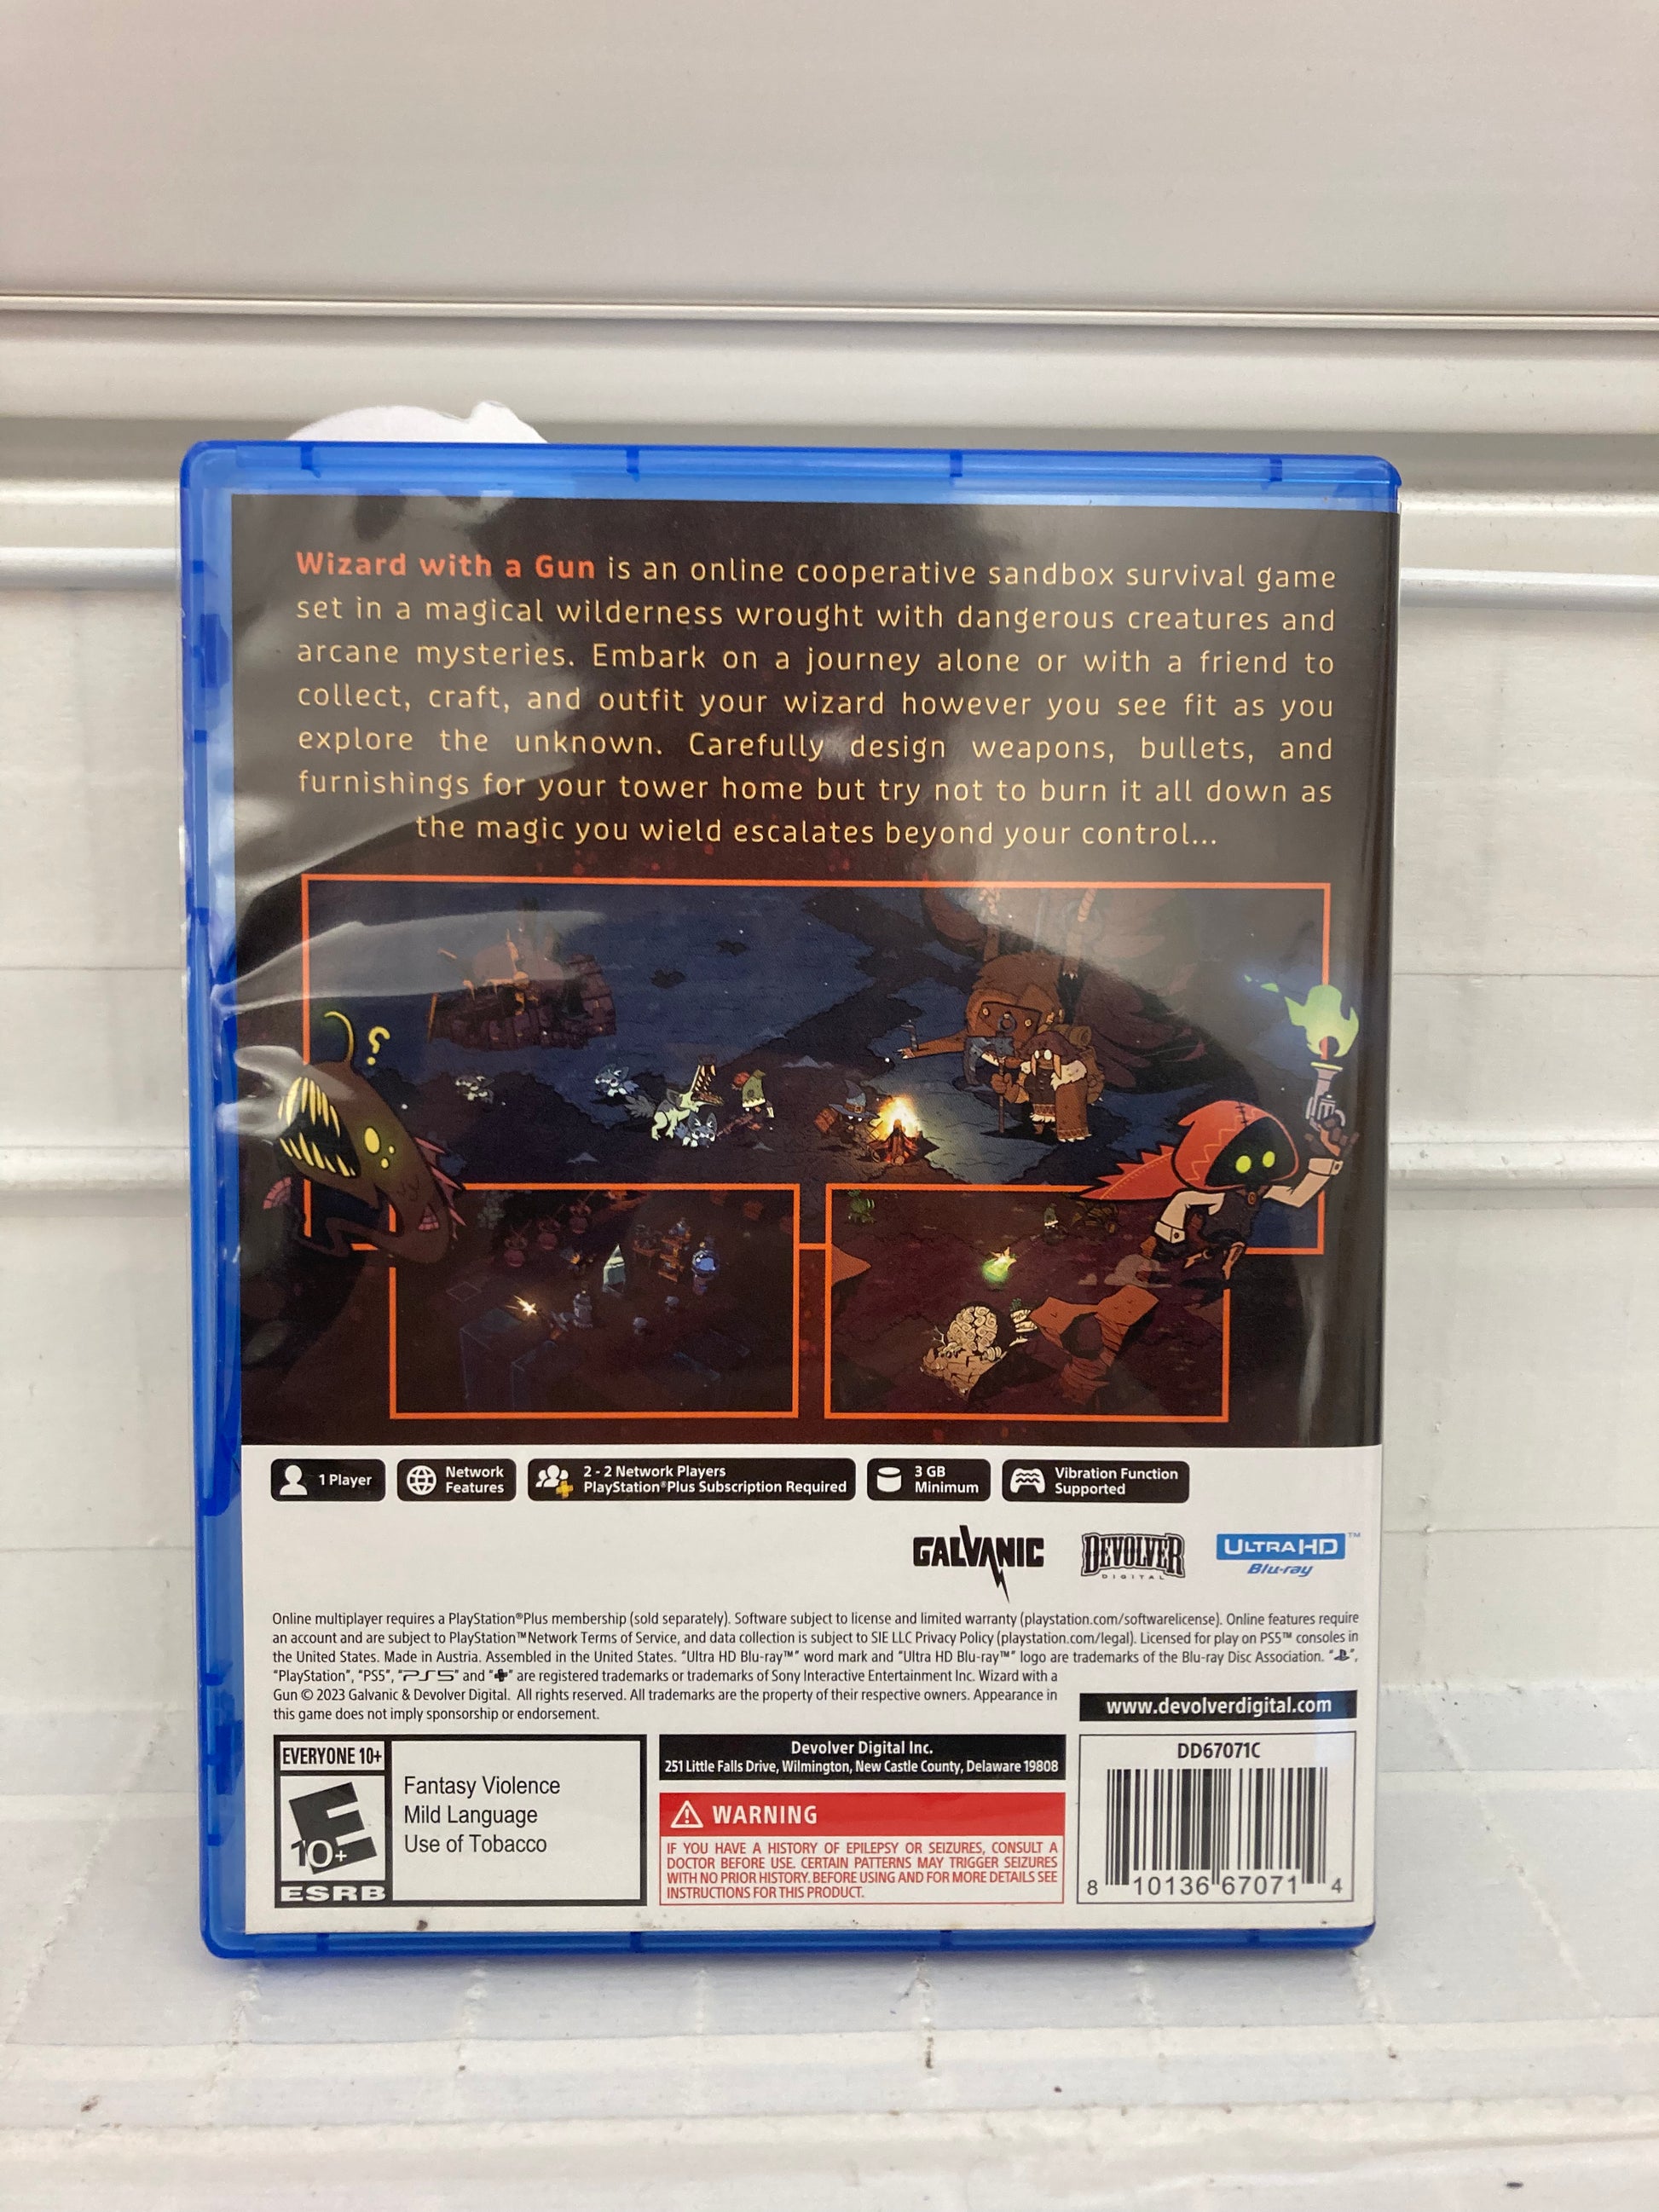 Wizard with a Gun is an online cooperative sandbox survival game
set in a magical wilderness wrought with dangerous creatures and
arcane mysteries. Embark on a journey alone or with a friend to
collect, craft, and outfit your wizard however you see fit as you
explore the unknown. Carefully design weapons, bullets, and
furnishings for your tower home but try not to burn it all down as
the magic you wield escalates beyond your control...
?
1 Player
Network
Features
2 - 2 Network Players
PlayStation®Plus Subscription Required
3 GB
Minimum
Vibration Function
Supported
GALVANIC
DEVOLVER
DIGITAL
ULTRA HD™
Blu-ray
Online multiplayer requires a PlayStation®Plus membership (sold separately). Software subject to license and limited warranty (playstation.com/softwarelicense). Online features require
an account and are subject to PlayStation™Network Terms of Service, and data collection is subject to SIE LLC Privacy Policy (playstation.com/legal). Licensed for play on PS5™ consoles in
the United States. Made in Austria. Assembled in the United States. "Ultra HD Blu-ray™" word mark and "Ultra HD Blu-ray™" logo are trademarks of the Blu-ray Disc Association. "",
"PlayStation", "PS5", "PS5" and "" are registered trademarks or trademarks of Sony Interactive Entertainment Inc. Wizard with a
Gun © 2023 Galvanic & Devolver Digital. All rights reserved. All trademarks are the property of their respective owners. Appearance in
this game does not imply sponsorship or endorsement.
www.devolverdigital.com
EVERYONE 10+
E
10+
ESRB
Fantasy Violence
Mild Language
Use of Tobacco
Devolver Digital Inc.
251 Little Falls Drive, Wilmington, New Castle County, Delaware 19808
WARNING
IF YOU HAVE A HISTORY OF EPILEPSY OR SEIZURES, CONSULT A
DOCTOR BEFORE USE. CERTAIN PATTERNS MAY TRIGGER SEIZURES
WITH NO PRIOR HISTORY. BEFORE USING AND FOR MORE DETAILS SEE
INSTRUCTIONS FOR THIS PRODUCT.
DD67071C
8 10136 67071 4